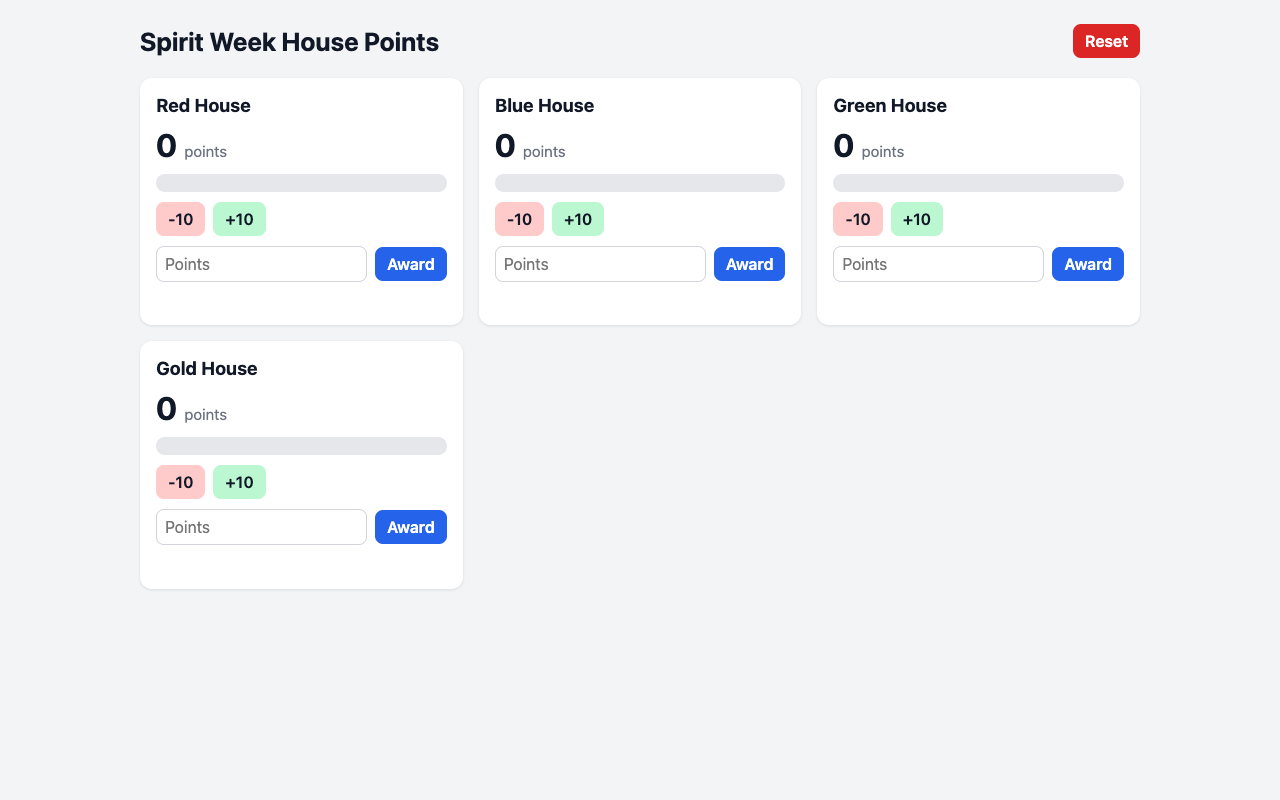 Spirit Week House Points
Reset
Red House
0 points
-10 +10
Points Award
Blue House
0 points
-10 +10
Points Award
Green House
0 points
-10 +10
Points Award
Gold House
0 points
-10 +10
Points Award